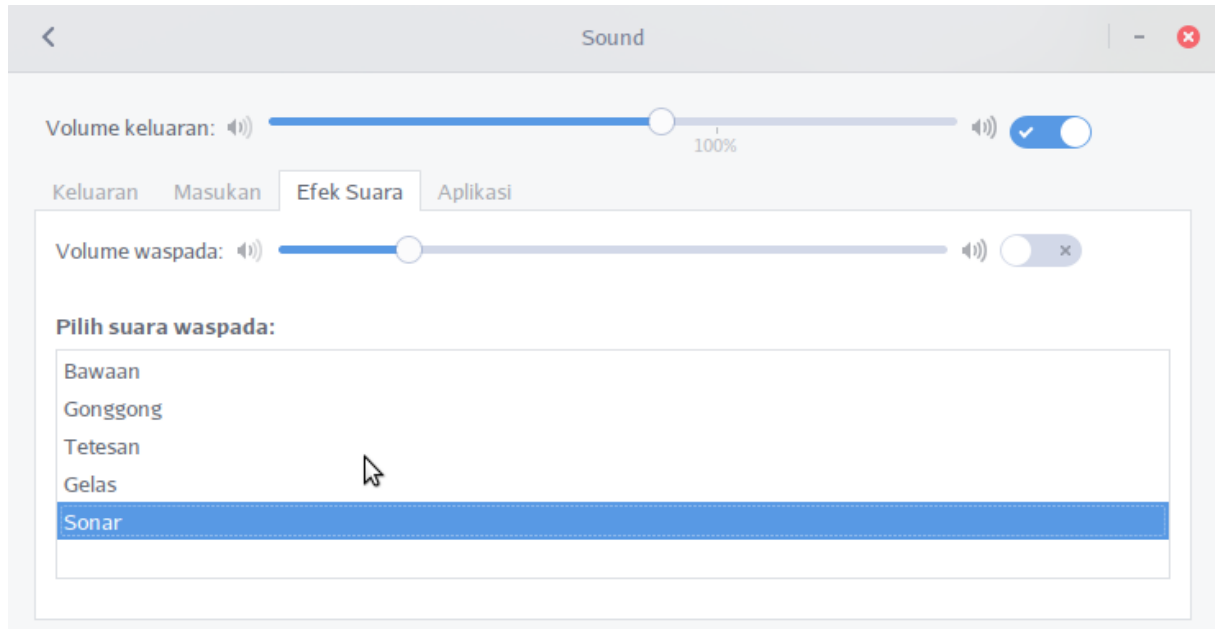 Sound
Volume keluaran:
100%
Keluaran Masukan Efek Suara Aplikasi
Volume waspada:
Pilih suara waspada:
Bawaan
Gonggong
Tetesan
Gelas
Sonar